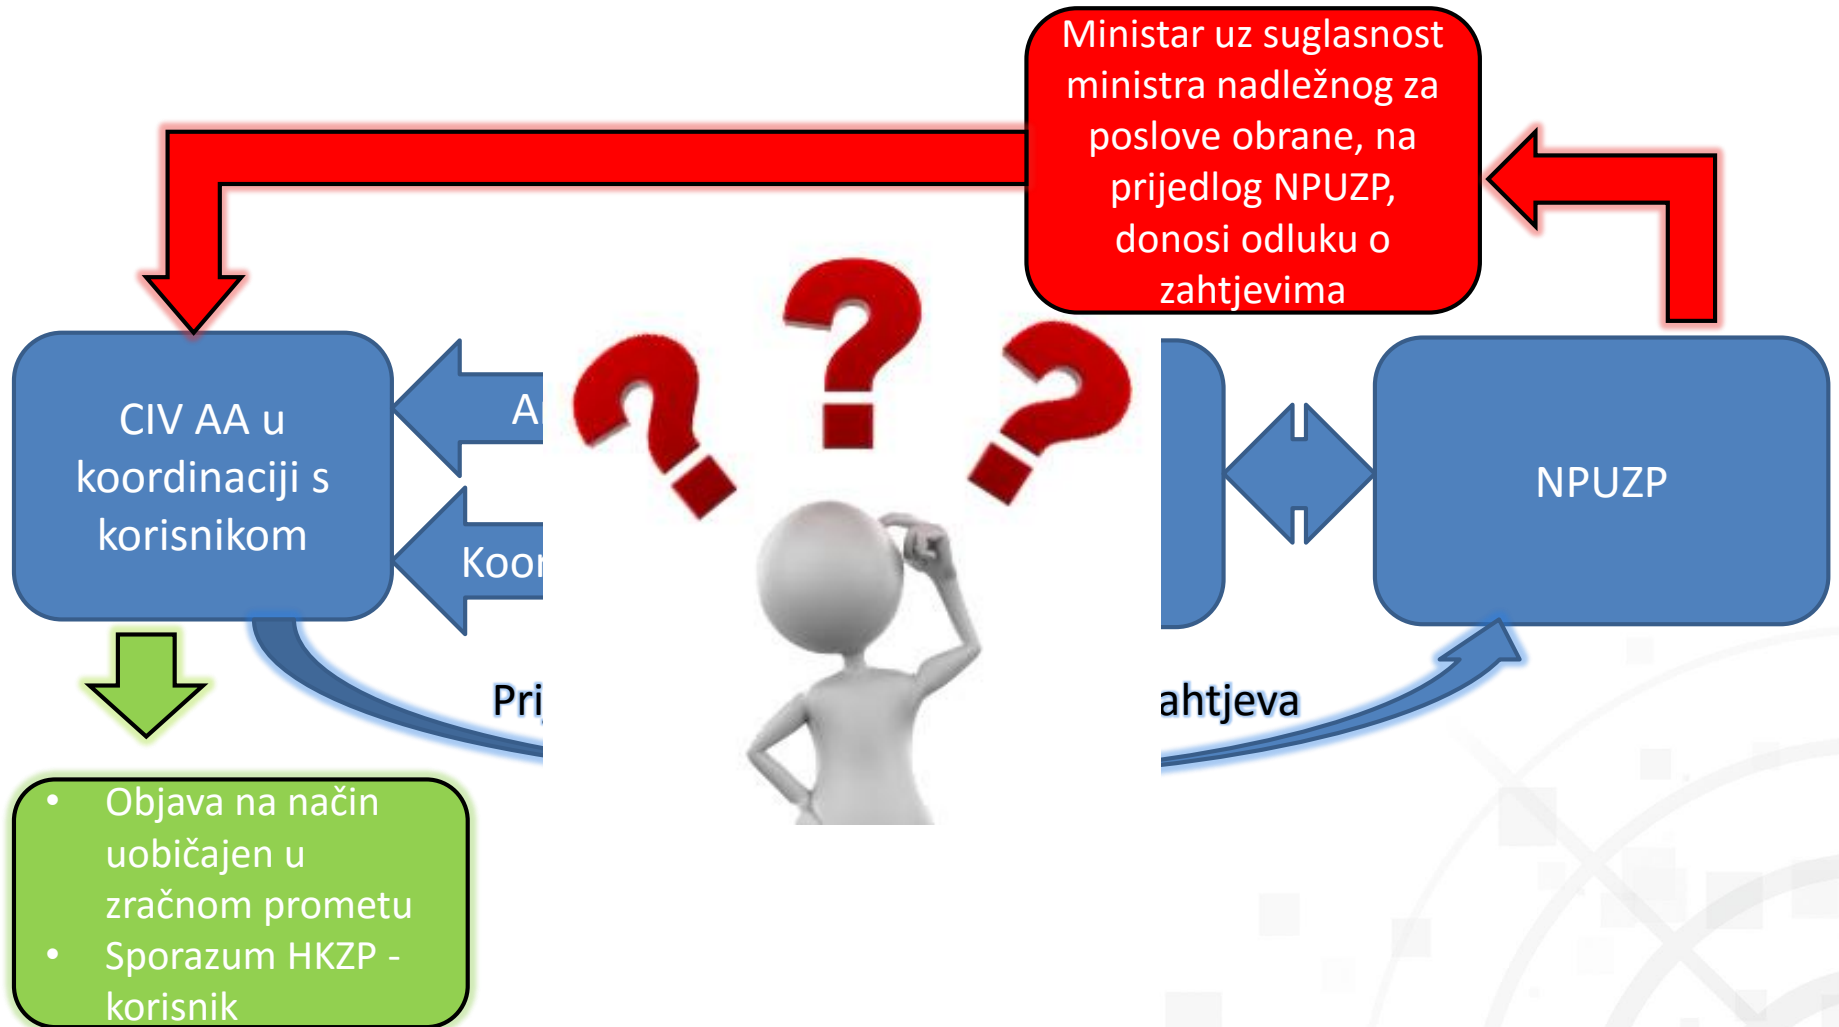 Ministar uz suglasnost
ministra nadležnog za
poslove obrane, na
prijedlog NPUZP,
donosi odluku o
zahtjevima
CIV AA u
koordinaciji s
korisnikom
NPUZP
• Objava na način
uobičajen u
zračnom prometu
• Sporazum HKZP -
korisnik